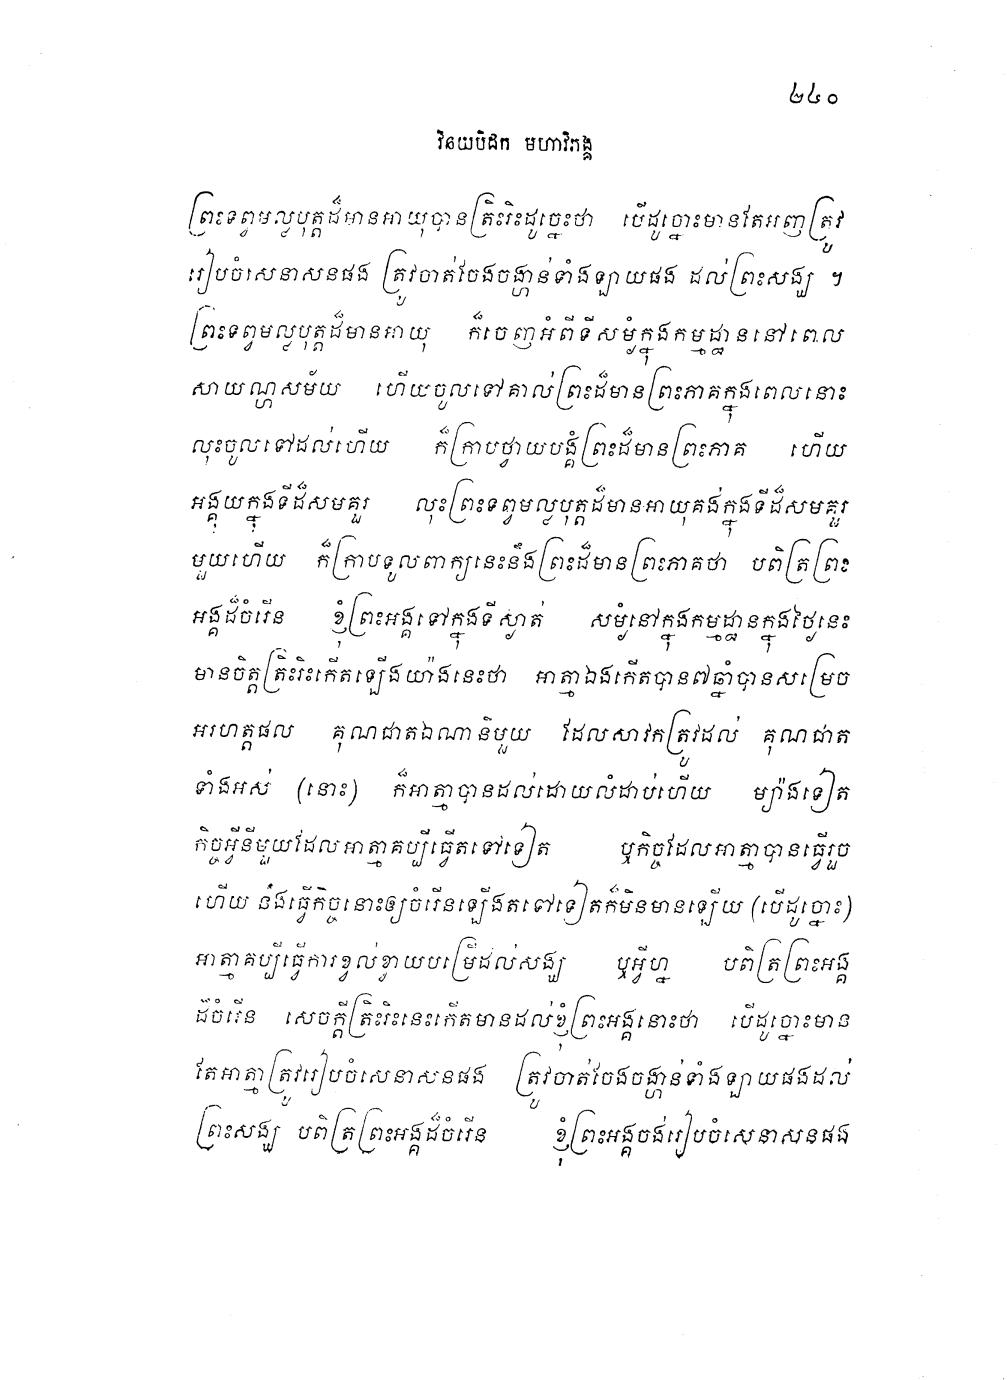 ២៤០
វិនយបិដក មហាវិភង្គ
ព្រះទព្វមល្លបុត្តដ៏មានអាយុបានត្រិះរិះដូច្នេះថា បើដូច្នោះមានតែអញត្រូវ
រៀបចំសេនាសនផង ត្រូវចាត់ចែងចង្ហាន់ទាំងឡាយផង ដល់ព្រះសង្ឃ ។
ព្រះទព្វមល្លបុត្តដ៏មានអាយុ ក៏ចេញអំពីទីសម្ងំក្នុងកម្មដ្ឋាននៅពេល
សាយណ្ហសម័យ ហើយចូលទៅគាល់ព្រះដ៏មានព្រះភាគក្នុងពេលនោះ
លុះចូលទៅដល់ហើយ ក៏ក្រាបថ្វាយបង្គំព្រះដ៏មានព្រះភាគ ហើយ
អង្គុយក្នុងទីដ៏សមគួរ លុះព្រះទព្វមល្លបុត្តដ៏មានអាយុគង់ក្នុងទីដ៏សមគួរ
មួយហើយ ក៏ក្រាបទូលពាក្យនេះនឹងព្រះដ៏មានព្រះភាគថា បពិត្រព្រះ
អង្គដ៏ចំរើន ខ្ញុំព្រះអង្គទៅក្នុងទីស្ងាត់ សម្ងំនៅក្នុងកម្មដ្ឋានក្នុងថ្ងៃនេះ
មានចិត្តត្រិះរិះកើតឡើងយ៉ាងនេះថា អាត្មាឯងកើតបាន៧ឆ្នាំបានសម្រេច
អរហត្តផល គុណជាតឯណានីមួយ ដែលសាវកត្រូវដល់ គុណជាត
ទាំងអស់ (នោះ) ក៏អាត្មាបានដល់ដោយលំដាប់ហើយ ម្យ៉ាងទៀត
កិច្ចអ្វីនីមួយដែលអាត្មាគប្បីធ្វើតទៅទៀត ឬកិច្ចដែលអាត្មាបានធ្វើរួច
ហើយ នឹងធ្វើកិច្ចនោះឲ្យចំរើនឡើងតទៅទៀតក៏មិនមានឡើយ (បើដូច្នោះ)
អាត្មាគប្បីធ្វើការខ្វល់ខ្វាយបម្រើដល់សង្ឃ ឬអ្វីហ្ន បពិត្រព្រះអង្គ
ដ៏ចំរើន សេចក្តីត្រិះរិះនេះកើតមានដល់ខ្ញុំព្រះអង្គនោះថា បើដូច្នោះមាន
តែអាត្មាត្រូវរៀបចំសេនាសនផង ត្រូវចាត់ចែងចង្ហាន់ទាំងឡាយផងដល់
ព្រះសង្ឃ បពិត្រព្រះអង្គដ៏ចំរើន ខ្ញុំព្រះអង្គចង់រៀបចំសេនាសនផង